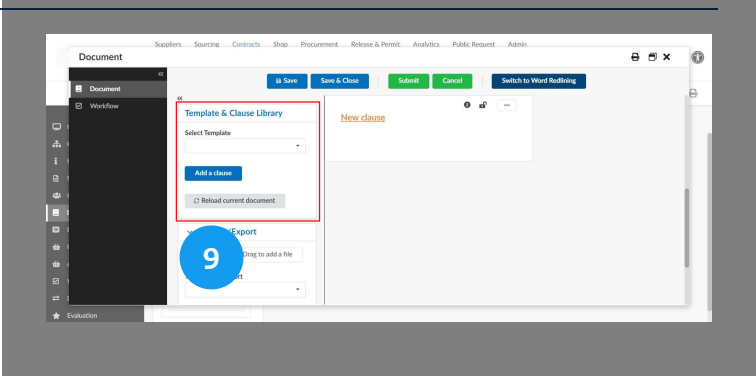 Suppliers Sourcing Contracts Shop Procurement Release & Permit Analytics Public Request Admin
Document
Document
Workflow
Save Save & Close Submit Cancel Switch to Word Redlining
Template & Clause Library
Select Template
Add a clause
Reload current document
New clause
/Export
Drag to add a file
9
Evaluation